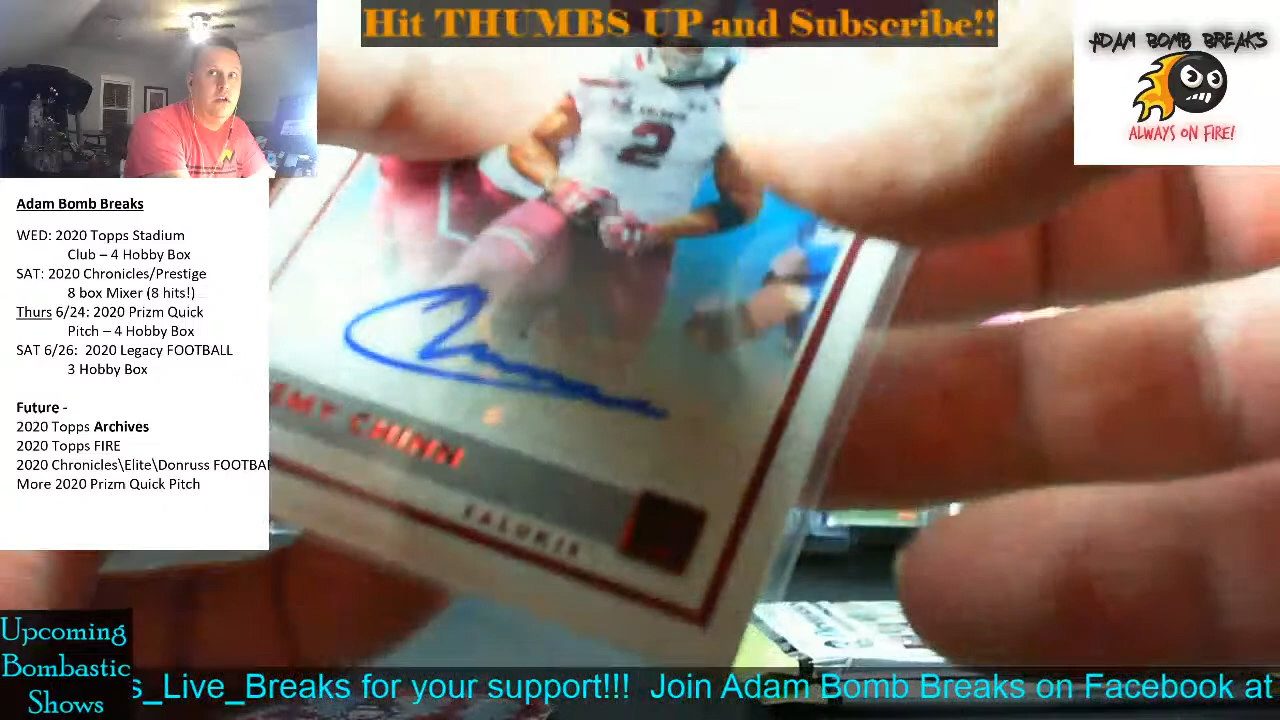 Hit THUMBS UP and Subscribe!!
ADAM BOMB BREAKS
ALWAYS ON FIRE!
Adam Bomb Breaks
WED: 2020 Topps Stadium
Club – 4 Hobby Box
SAT: 2020 Chronicles/Prestige
8 box Mixer (8 hits!)
Thurs 6/24: 2020 Prizm Quick
Pitch – 4 Hobby Box
SAT 6/26: 2020 Legacy FOOTBALL
3 Hobby Box
Future -
2020 Topps Archives
2020 Topps FIRE
2020 Chronicles\Elite\Donruss FOOTBA
More 2020 Prizm Quick Pitch
2
EMY CHINN
SALUKIS
Upcoming
Bombastic
Shows
s_Live_Breaks for your support!!! Join Adam Bomb Breaks on Facebook at